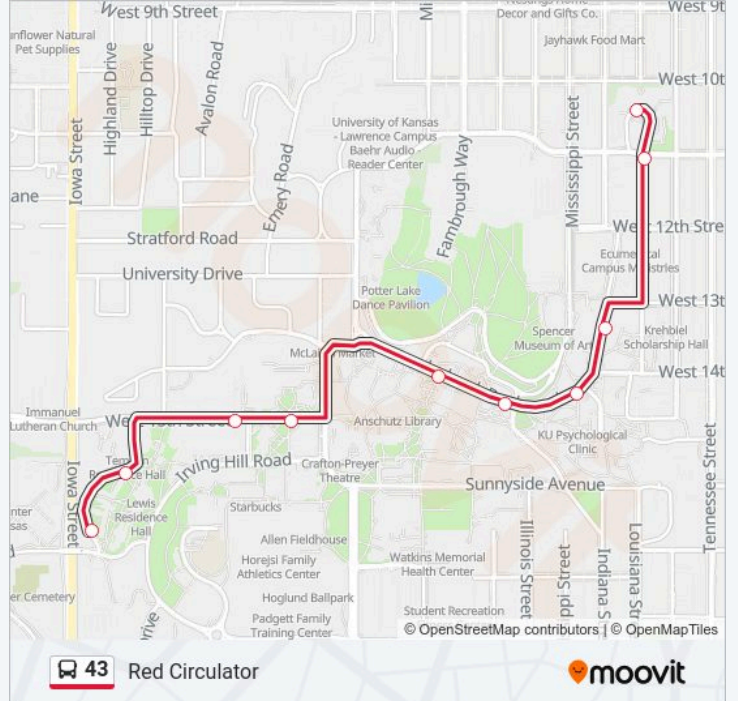 West 9th Street
Decor and Gifts Co.
Jayhawk Food Mart
Pet Supplies
Highland Drive
Hilltop Drive
Avalon Road
Iowa Street
Emery Road
University of Kansas
- Lawrence Campus
Baehr Audio
Reader Center
Fambrough Way
Mississippi Street
West 10t
West 9t
ane
Stratford Road
University Drive
West 12th Stre
Campus Ministries
Potter Lake
Dance Pavilion
West 13t
Spencer
Museum of Art
Krehbiel
Scholarship Hall
Market
West 14t
Immanuel
Lutheran Church
Anschutz Library
KU Psychological
Clinic
Irving Hill Road
Crafton-Preyer
Theatre
Sunnyside Avenue
Tennessee Street
Iowa Street
Lewis
Residence
Hall
Starbucks
Allen Fieldhouse
Horejsi Family
Athletics Center
Watkins Memorial
Health Center
Illinois Street
ppi Street
Indiana S
Louisiana Str
er Cemetery
Hoglund Ballpark
Padgett Family
Training Center
Student Recreation
Drive
© OpenStreetMap contributors | © OpenMapTiles
43 Red Circulator
moovit